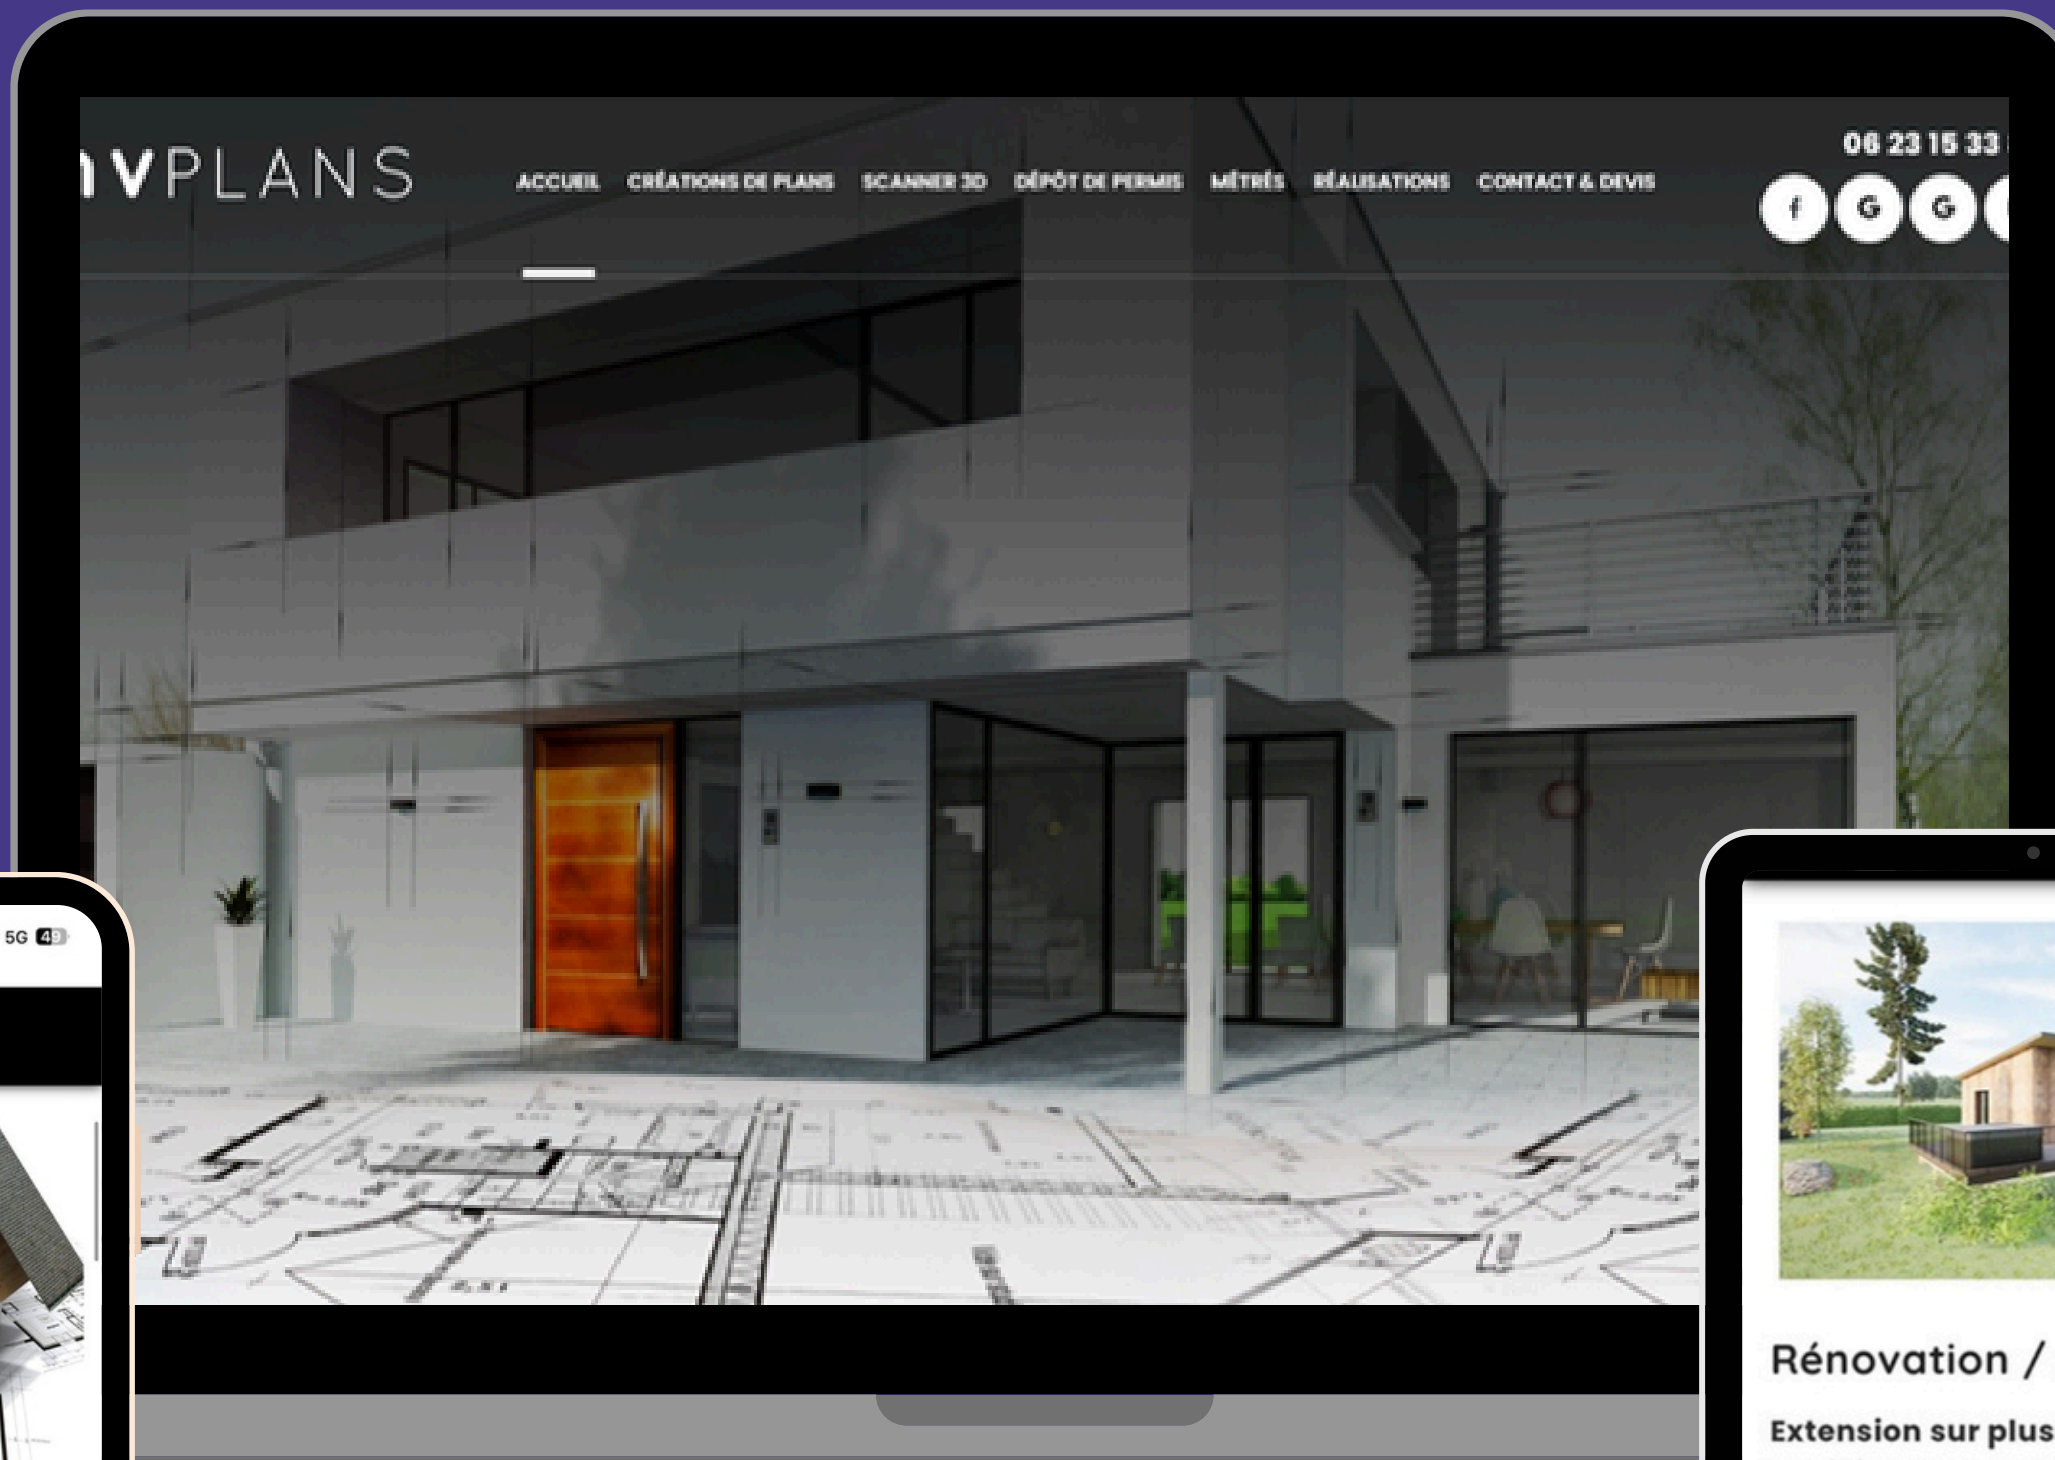 vPLANS
ACCUEIL CRÉATIONS DE PLANS SCANNER 3D DÉPÔT DE PERMIS MÉTRÉS RÉALISATIONS CONTACT & DEVIS
06 23 15 33
f G G
5G 49
Rénovation /
Extension sur plus